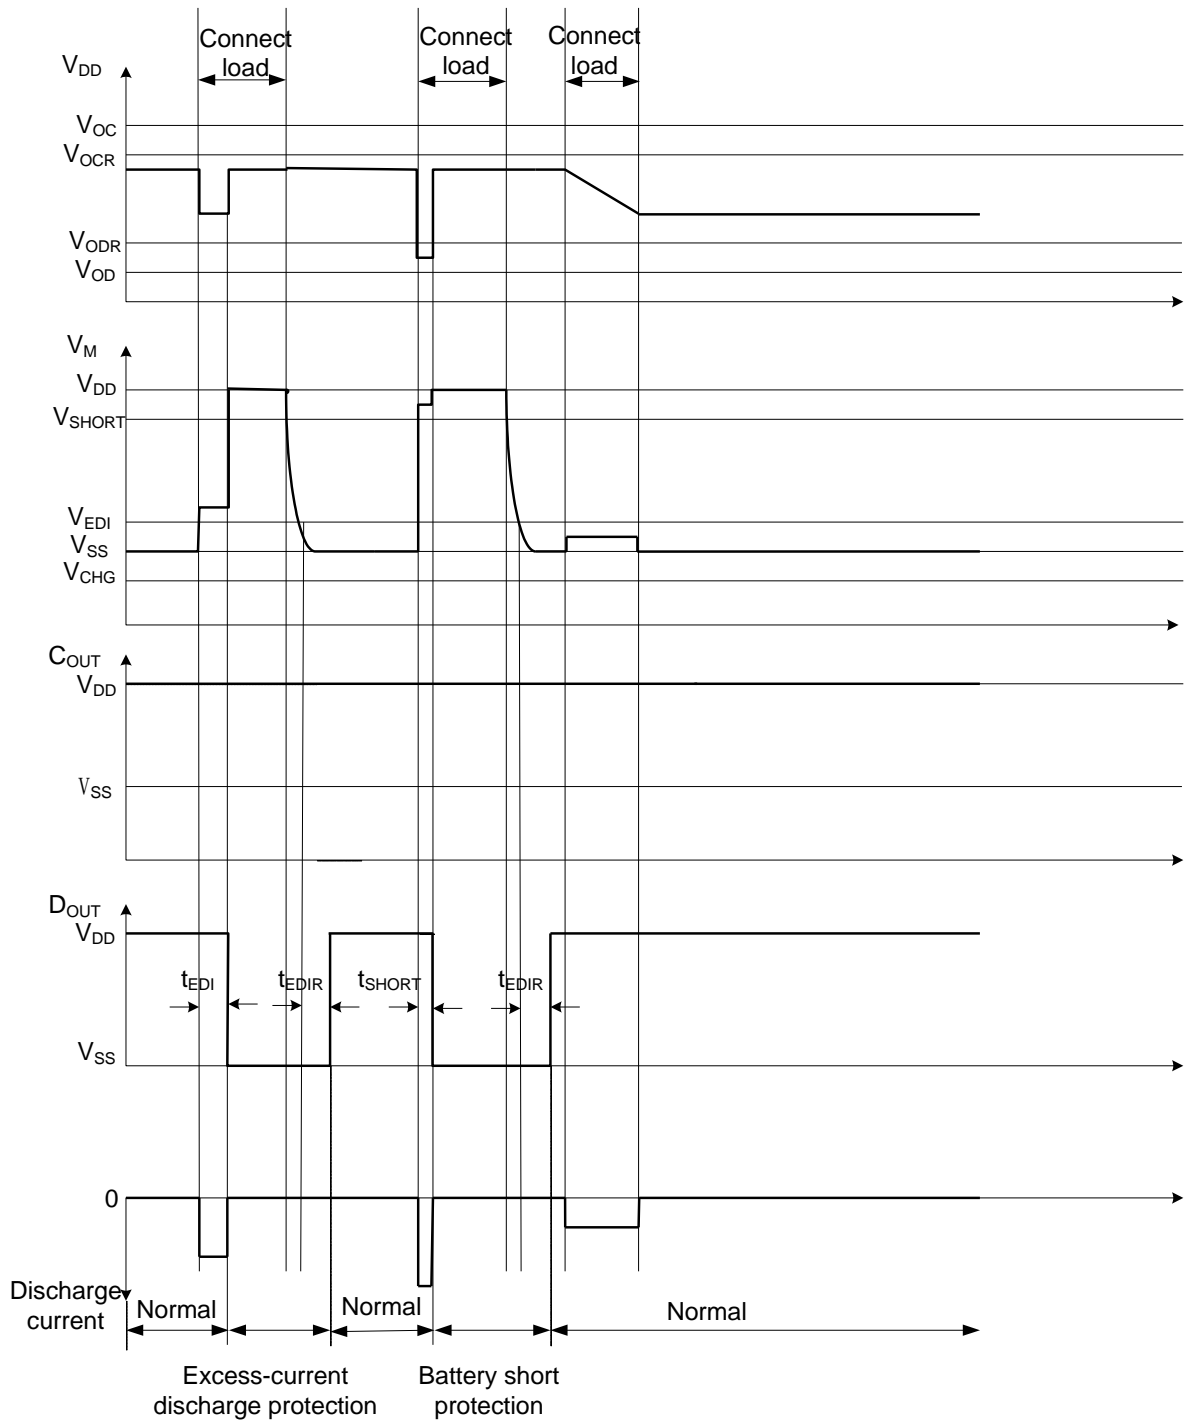 Connect
load
Connect
load
Connect
load
VDD
VOC
VOCR
VODR
VOD
VM
VDD
VSHORT
VEDI
VSS
VCHG
COUT
VDD
VSS
DOUT
VDD
tEDI
tEDIR
tSHORT
tEDIR
VSS
0
Discharge
current
Normal
Normal
Normal
Excess-current
discharge protection
Battery short
protection